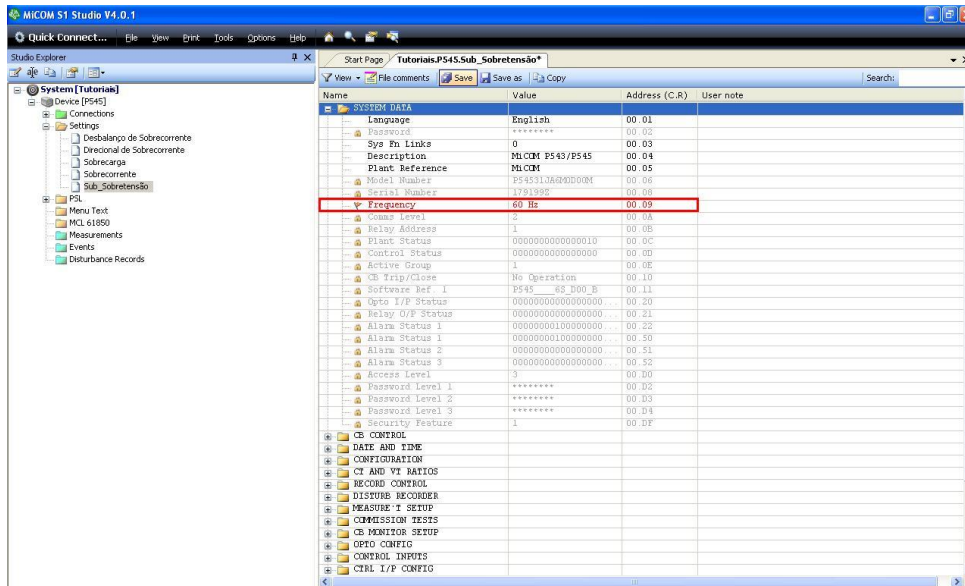 MiCOM S1 Studio V4.0.1
Quick Connect... File View Print Tools Options Help
Studio Explorer
Start Page Tutoriais.P545.Sub_Sobretensão*
View File comments Save Save as Copy Search:
System [Tutoriais]
Device [P545]
Connections
Settings
Desbalanço de Sobrecorrente
Direcional de Sobrecorrente
Sobrecarga
Sobrecorrente
Sub_Sobretensão
PSL
Menu Text
MCL 61850
Measurements
Events
Disturbance Records
Name Value Address (C.R) User note
SYSTEM DATA
Language English 00.01
Password ******** 00.02
Sys Fn Links 0 00.03
Description MiCOM P543/P545 00.04
Plant Reference MiCOM 00.05
Model Number P54531JA6M0D00M 00.06
Serial Number 179199Z 00.08
Frequency 60 Hz 00.09
Comms Level 2 00.0A
Relay Address 1 00.0B
Plant Status 0000000000000010 00.0C
Control Status 0000000000000000 00.0D
Active Group 1 00.0E
CB Trip/Close No Operation 00.10
Software Ref. 1 P545____6S_D00_B 00.11
Opto I/P Status 00000000000000000... 00.20
Relay O/P Status 00000000000000000... 00.21
Alarm Status 1 00000000100000000... 00.22
Alarm Status 1 00000000100000000... 00.50
Alarm Status 2 00000000000000000... 00.51
Alarm Status 3 00000000000000000... 00.52
Access Level 3 00.D0
Password Level 1 ******** 00.D2
Password Level 2 ******** 00.D3
Password Level 3 ******** 00.D4
Security Feature 1 00.DF
CB CONTROL
DATE AND TIME
CONFIGURATION
CT AND VT RATIOS
RECORD CONTROL
DISTURB RECORDER
MEASURE'T SETUP
COMMISSION TESTS
CB MONITOR SETUP
OPTO CONFIG
CONTROL INPUTS
CTRL I/P CONFIG